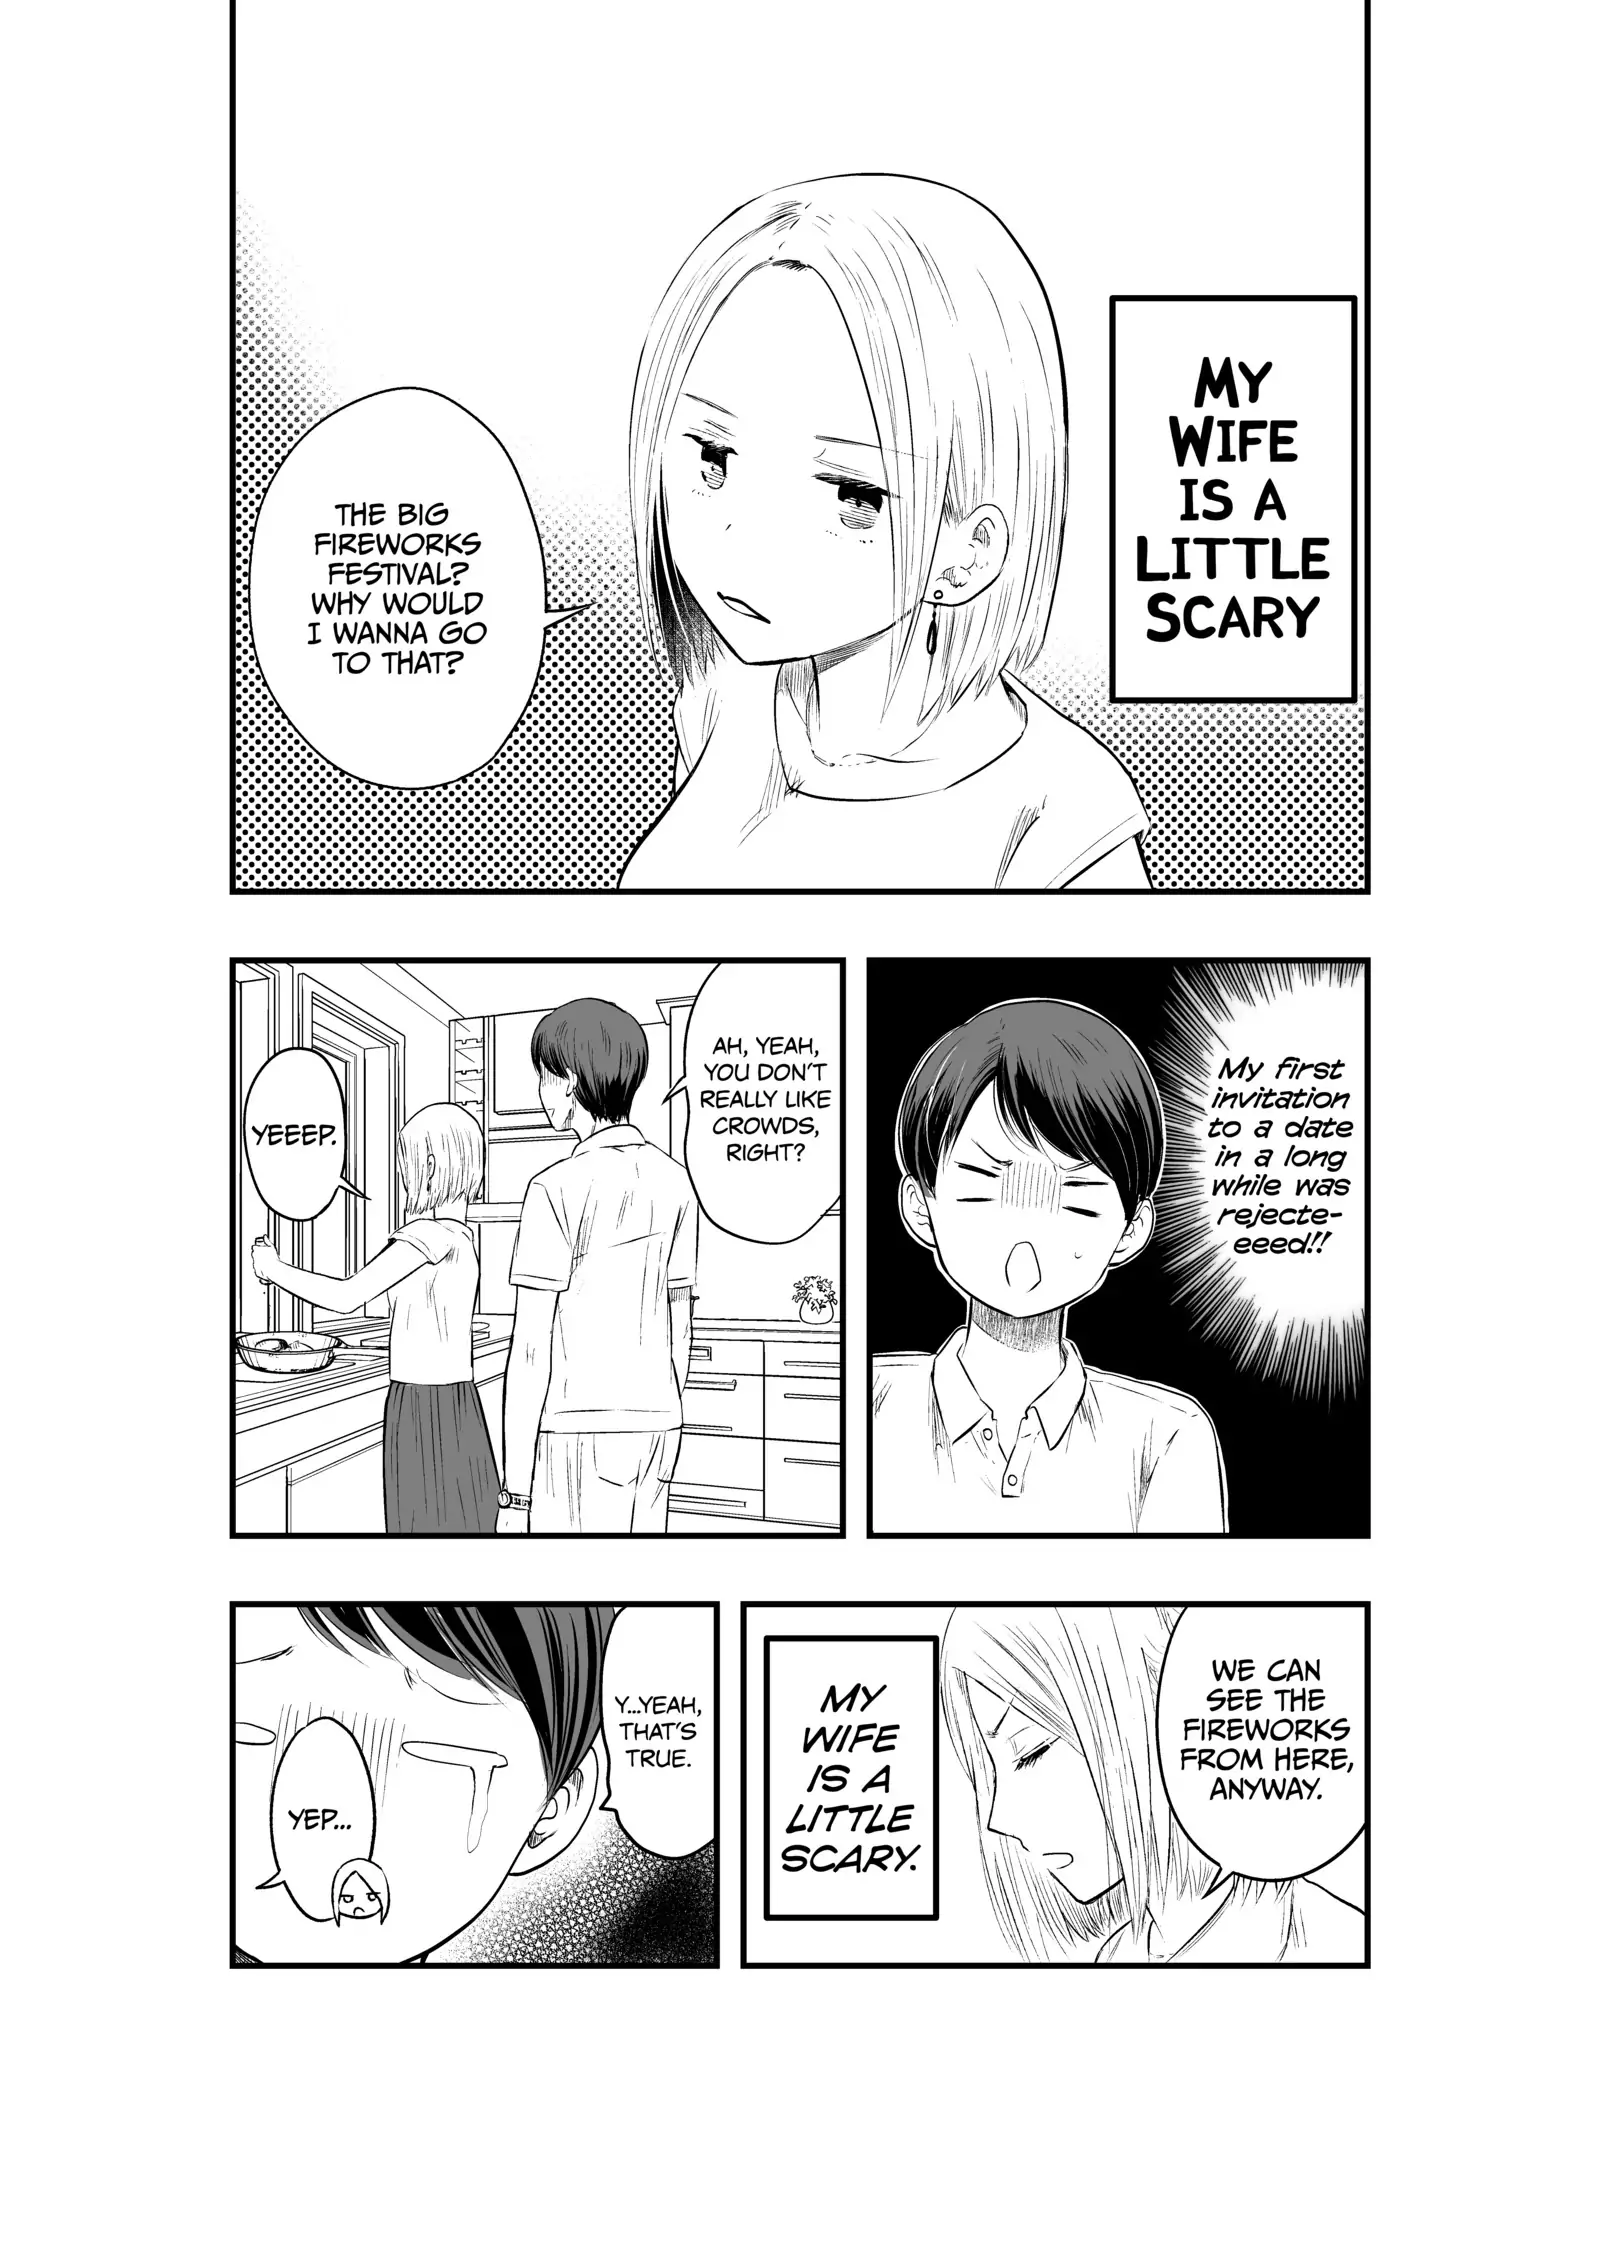 MY
WIFE
IS A
LITTLE
SCARY
THE BIG
FIREWORKS
FESTIVAL?
WHY WOULD
I WANNA GO
TO THAT?
My first
invitation
to a date
in a long
while was
rejecte-
eeed!!
AH, YEAH,
YOU DON'T
REALLY LIKE
CROWDS,
RIGHT?
YEEEP.
WE CAN
SEE THE
FIREWORKS
FROM HERE,
ANYWAY.
MY
WIFE
IS A
LITTLE
SCARY.
Y...YEAH,
THAT'S
TRUE.
YEP...